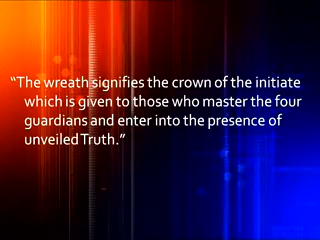 “The wreath signifies the crown of the initiate
which is given to those who master the four
guardians and enter into the presence of
unveiled Truth.”